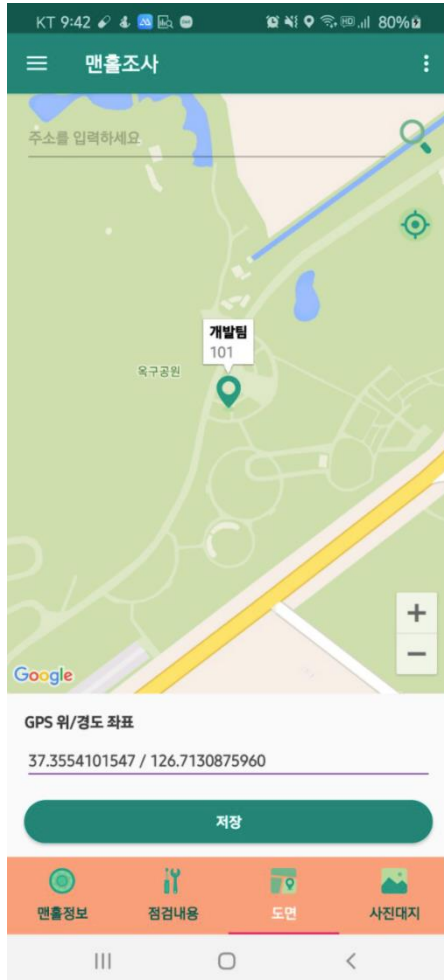 KT 9:42 80%
맨홀조사
주소를 입력하세요
개발팀
101
옥구공원
+
−
Google
GPS 위/경도 좌표
37.3554101547 / 126.7130875960
저장
맨홀정보 점검내용 도면 사진대지